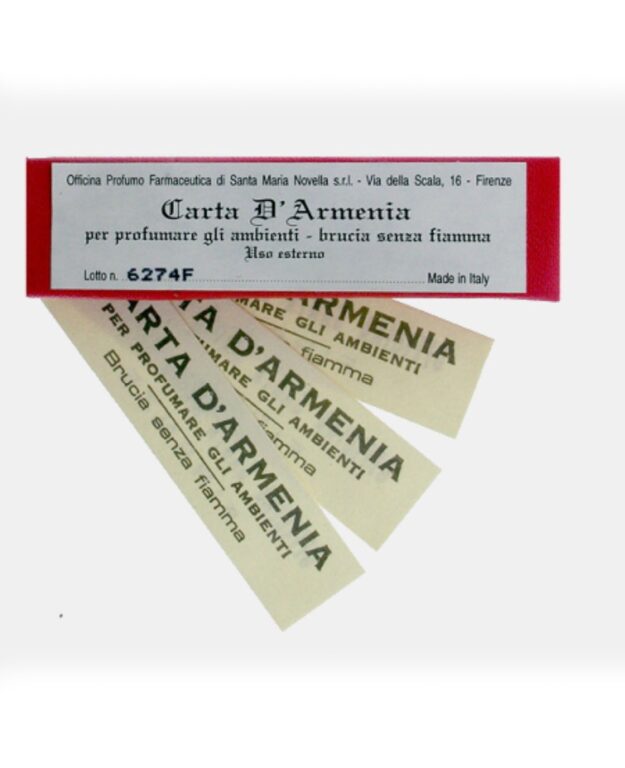 Officina Profumo Farmaceutica di Santa Maria Novella s.r.l. - Via della Scala, 16 - Firenze
Carta D'Armenia
per profumare gli ambienti - brucia senza fiamma
Uso esterno
Lotto n. 6274F Made in Italy
ARMENIA
MARE GLI AMBIENTI
fiamma
TA D'ARMENIA
UMARE GLI AMBIENTI
fiamma
ARTA D'ARMENIA
PER PROFUMARE GLI AMBIENTI
Brucia senza fiamma